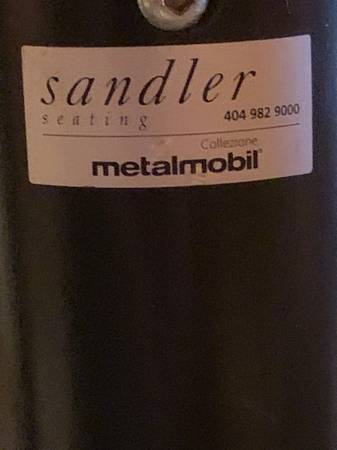 sandler
seating 404 982 9000
Collezione
metalmobil®